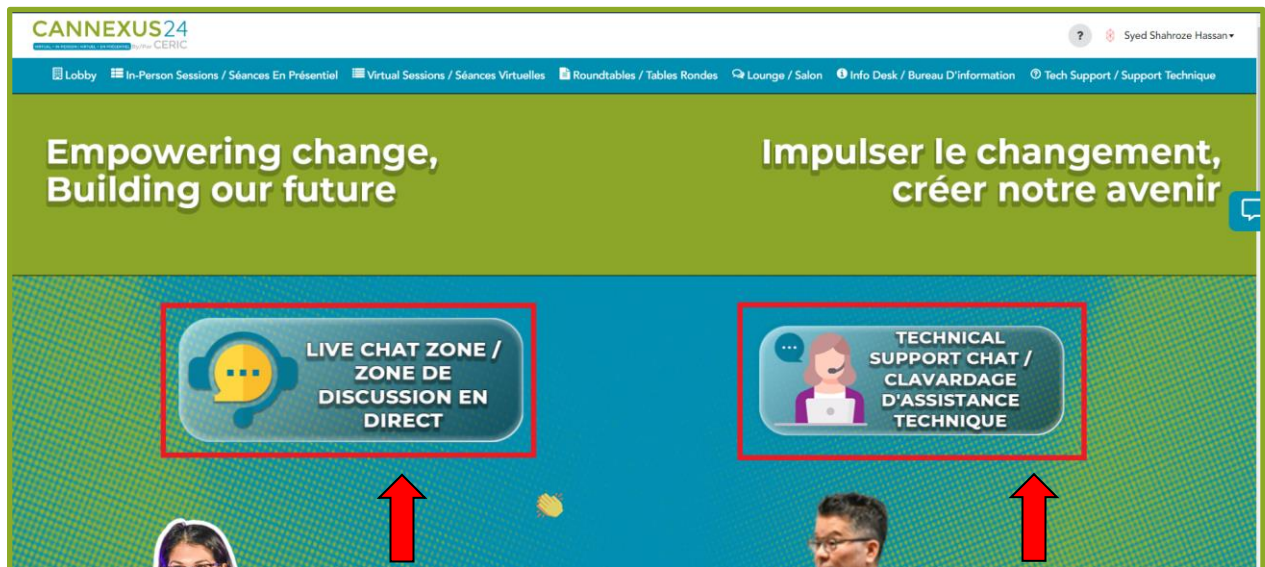 CANNEXUS24
By/Par CERIC
?
Syed Shahroze Hassan
Lobby In-Person Sessions / Séances En Présentiel Virtual Sessions / Séances Virtuelles Roundtables / Tables Rondes Lounge / Salon Info Desk / Bureau D'information Tech Support / Support Technique
Empowering change,
Building our future
Impulser le changement,
créer notre avenir
LIVE CHAT ZONE /
ZONE DE
DISCUSSION EN
DIRECT
TECHNICAL
SUPPORT CHAT /
CLAVARDAGE
D'ASSISTANCE
TECHNIQUE